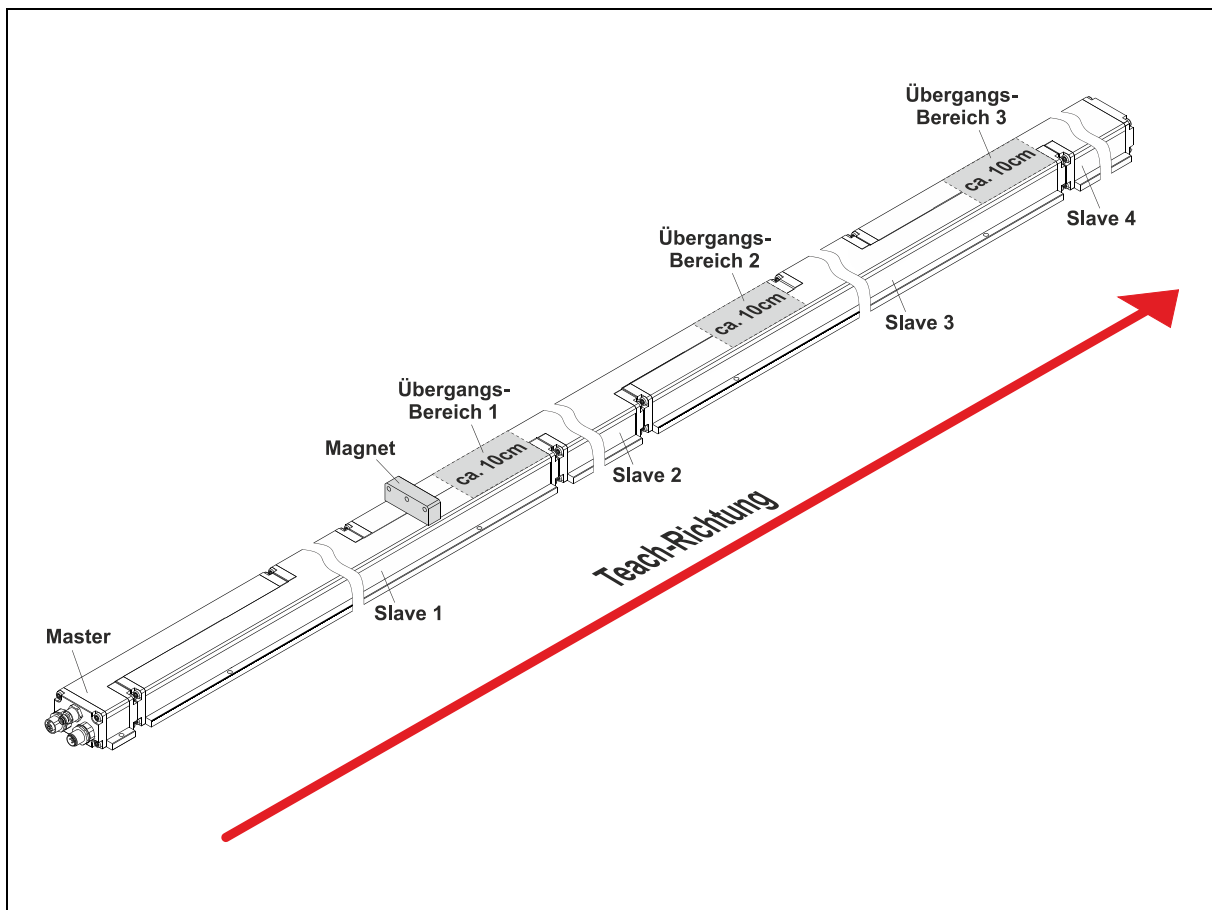 Übergangs-
Bereich 3
ca. 10cm
Slave 4
Übergangs-
Bereich 2
ca. 10cm
Slave 3
Übergangs-
Bereich 1
ca. 10cm
Magnet
Slave 2
Teach-Richtung
Slave 1
Master